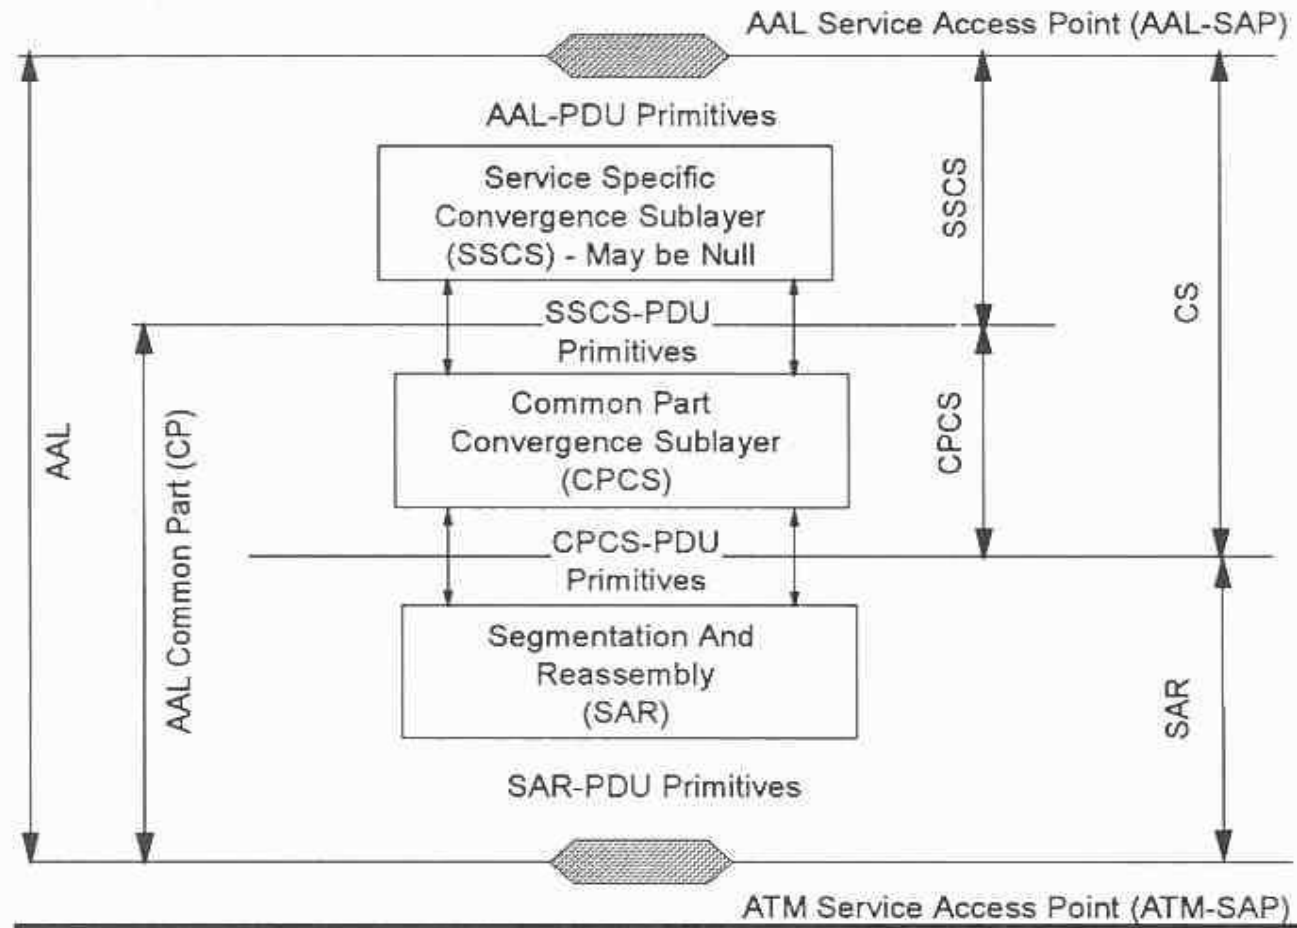 AAL Service Access Point (AAL-SAP)
AAL-PDU Primitives
Service Specific
Convergence Sublayer
(SSCS) - May be Null
SSCS
CS
SSCS-PDU
Primitives
AAL
AAL Common Part (CP)
Common Part
Convergence Sublayer
(CPCS)
CPCS
CPCS-PDU
Primitives
Segmentation And
Reassembly
(SAR)
SAR
SAR-PDU Primitives
ATM Service Access Point (ATM-SAP)